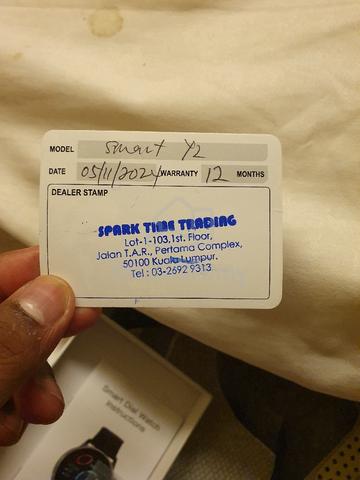 MODEL Smart Y2
DATE 05/11/2024 WARRANTY 12 MONTHS
DEALER STAMP
SPARK TIME TRADING
Lot-1-103,1st. Floor,
Jalan T.A.R., Pertama Complex,
50100 Kuala Lumpur.
Tel : 03-2692 9313
Smart Dial Watch
Instructions